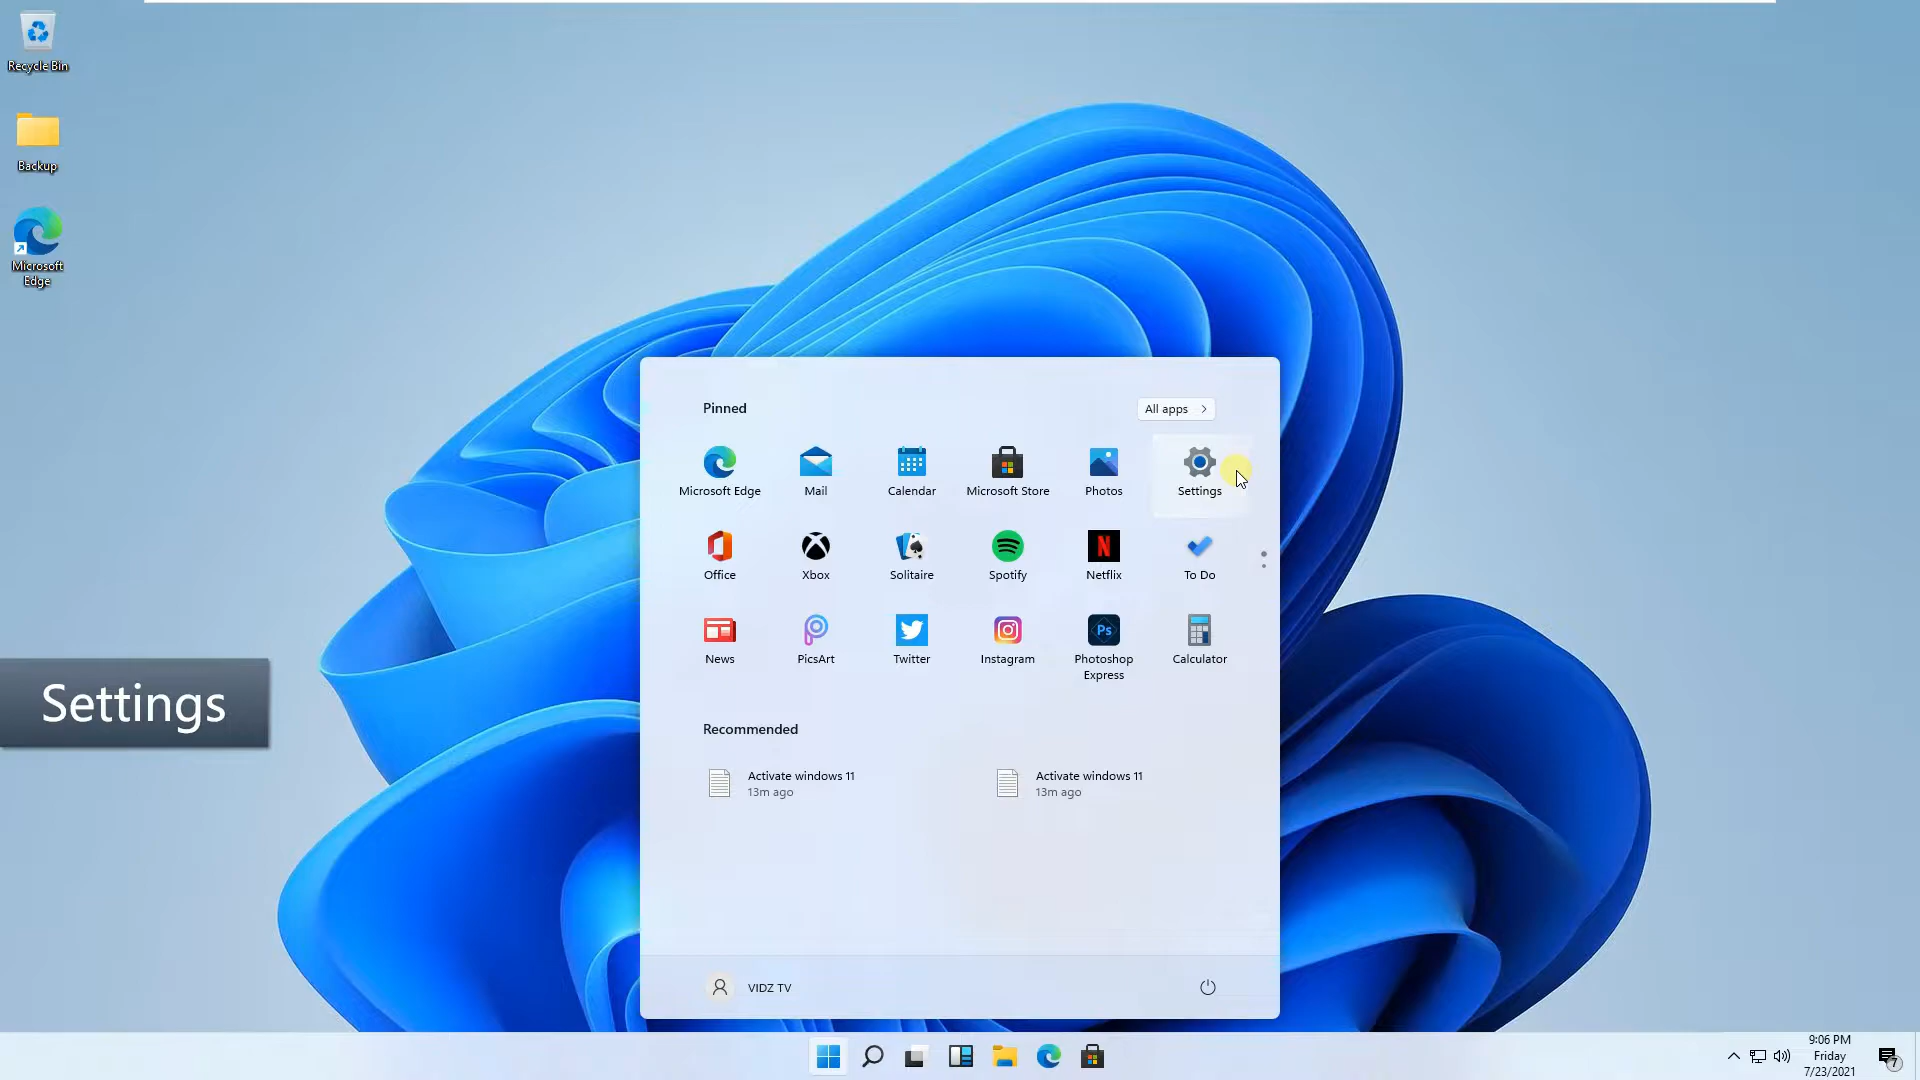 Recycle Bin
Backup
Microsoft
Edge
Pinned
All apps
Microsoft Edge
Mail
Calendar
Microsoft Store
Photos
Settings
Office
Xbox
Solitaire
Spotify
N
Netflix
To Do
News
PicsArt
Twitter
Instagram
Ps
Photoshop
Express
Calculator
Settings
Recommended
Activate windows 11
13m ago
Activate windows 11
13m ago
VIDZ TV
9:06 PM
Friday
7/23/2021
7